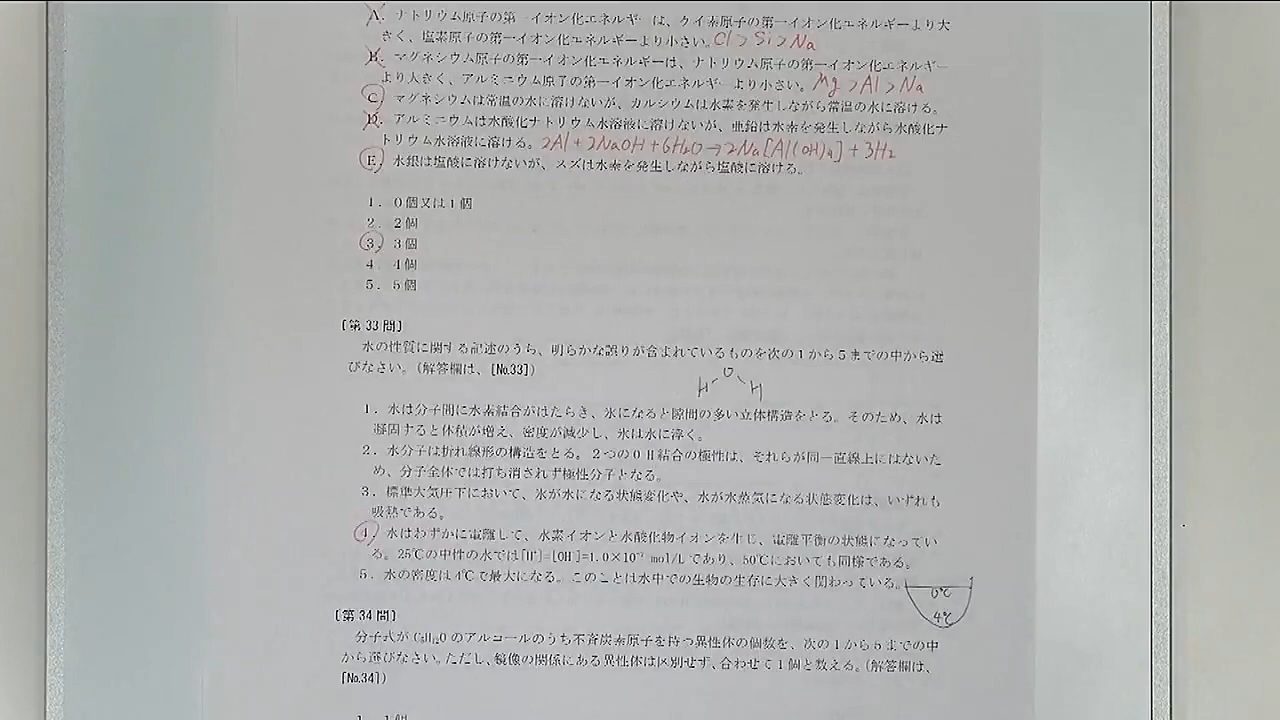 A. ナトリウム原子の第一イオン化エネルギーは、ケイ素原子の第一イオン化エネルギーより大
きく、塩素原子の第一イオン化エネルギーより小さい。Cl>Si>Na
B. マグネシウム原子の第一イオン化エネルギーは、ナトリウム原子の第一イオン化エネルギー
より大きく、アルミニウム原子の第一イオン化エネルギーより小さい。Mg>Al>Na
C. マグネシウムは常温の水に溶けないが、カルシウムは水素を発生しながら常温の水に溶ける。
D. アルミニウムは水酸化ナトリウム水溶液に溶けないが、亜鉛は水素を発生しながら水酸化ナ
トリウム水溶液に溶ける。2Al+2NaOH+6H₂O→2Na[Al(OH)₄]+3H₂
E. 水銀は塩酸に溶けないが、スズは水素を発生しながら塩酸に溶ける。
1. 0個又は1個
2. 2個
3. 3個
4. 4個
5. 5個
〔第33問〕
水の性質に関する記述のうち、明らかな誤りが含まれているものを次の1から5までの中から選
びなさい。(解答欄は、[No.33])
O
H H
1. 水は分子間に水素結合がはたらき、氷になると隙間の多い立体構造をとる。そのため、水は
凝固すると体積が増え、密度が減少し、氷は水に浮く。
2. 水分子は折れ線形の構造をとる。2つのOH結合の極性は、それらが同一直線上にはないた
め、分子全体では打ち消されず極性分子となる。
3. 標準大気圧下において、氷が水になる状態変化や、水が水蒸気になる状態変化は、いずれも
吸熱である。
4. 水はわずかに電離して、水素イオンと水酸化物イオンを生じ、電離平衡の状態になってい
る。25℃の中性の水では[H⁺]=[OH⁻]=1.0×10⁻⁷ mol/Lであり、50℃においても同様である。
5. 水の密度は4℃で最大になる。このことは水中での生物の生存に大きく関わっている。
0℃
4℃
〔第34問〕
のアルコールのうち不斉炭素原子を持つ異性体の個数を、次の1から5までの中
から選びなさい。ただし、鏡像の関係にある異性体は区別せず、合わせて1個と数える。(解答欄は、
[No.34])
1. 1個